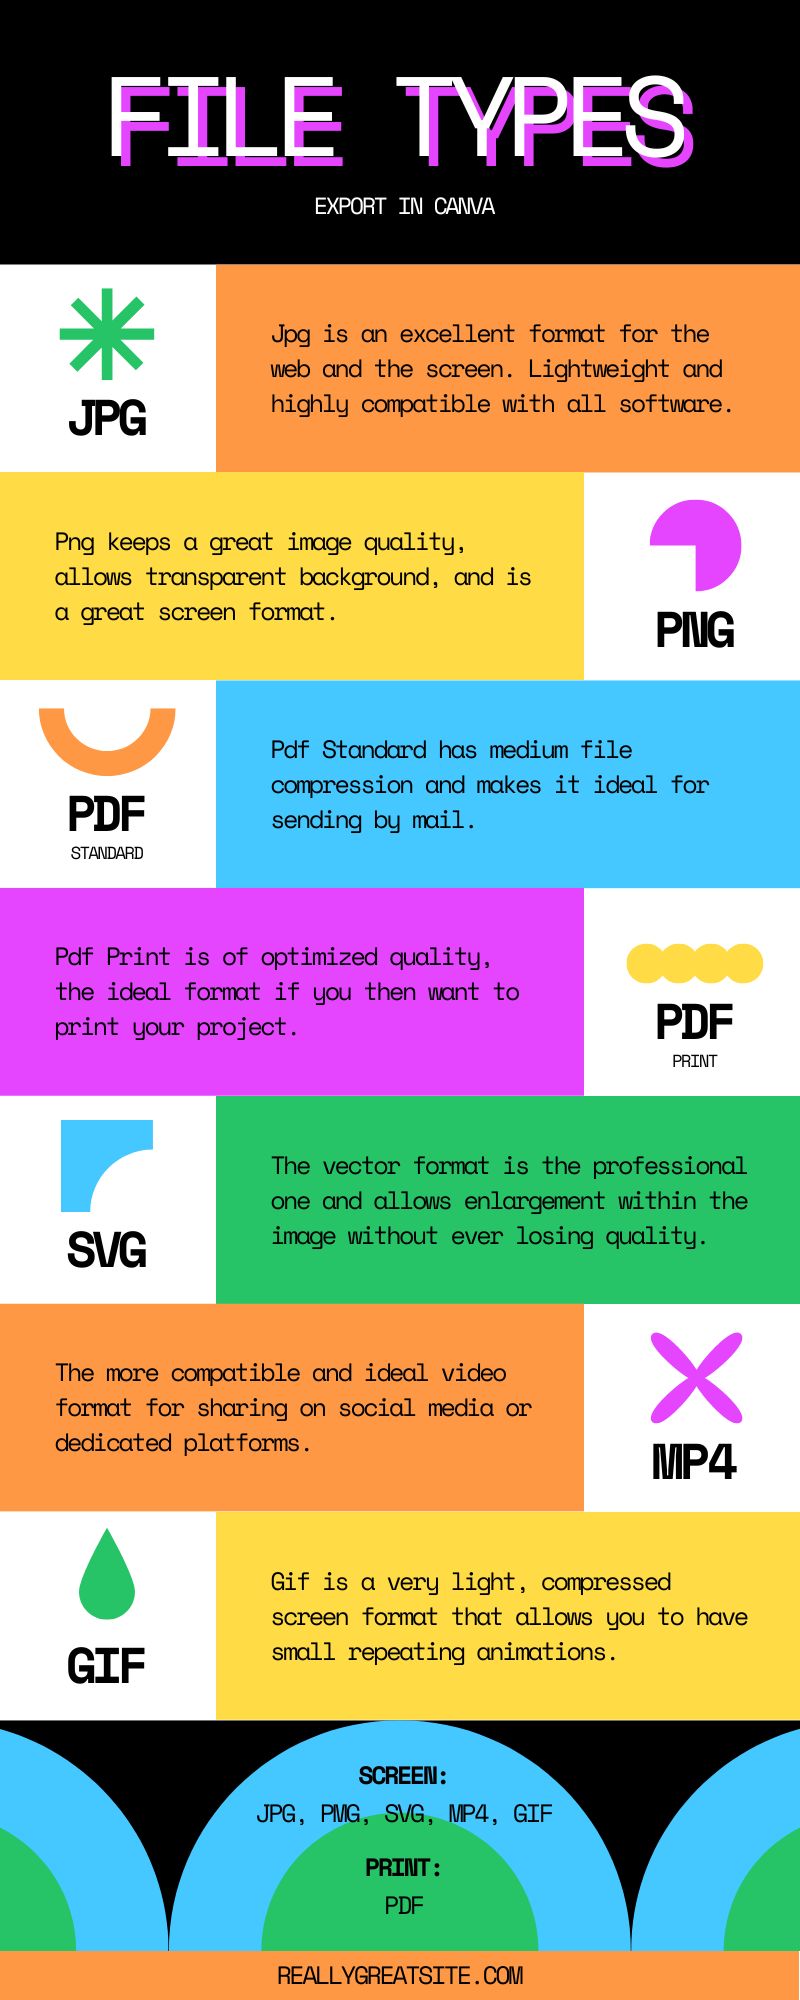 FILE TYPES
EXPORT IN CANVA
JPG
Jpg is an excellent format for the
web and the screen. Lightweight and
highly compatible with all software.
Png keeps a great image quality,
allows transparent background, and is
a great screen format.
PNG
PDF
STANDARD
Pdf Standard has medium file
compression and makes it ideal for
sending by mail.
Pdf Print is of optimized quality,
the ideal format if you then want to
print your project.
PDF
PRINT
SVG
The vector format is the professional
one and allows enlargement within the
image without ever losing quality.
The more compatible and ideal video
format for sharing on social media or
dedicated platforms.
MP4
GIF
Gif is a very light, compressed
screen format that allows you to have
small repeating animations.
SCREEN:
JPG, PMG, SVG, MP4, GIF
PRINT:
PDF
REALLYGREATSITE.COM